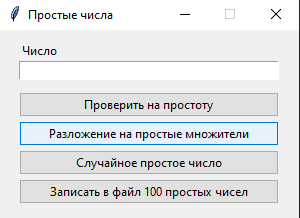 Простые числа
Число
Проверить на простоту
Разложение на простые множители
Случайное простое число
Записать в файл 100 простых чисел